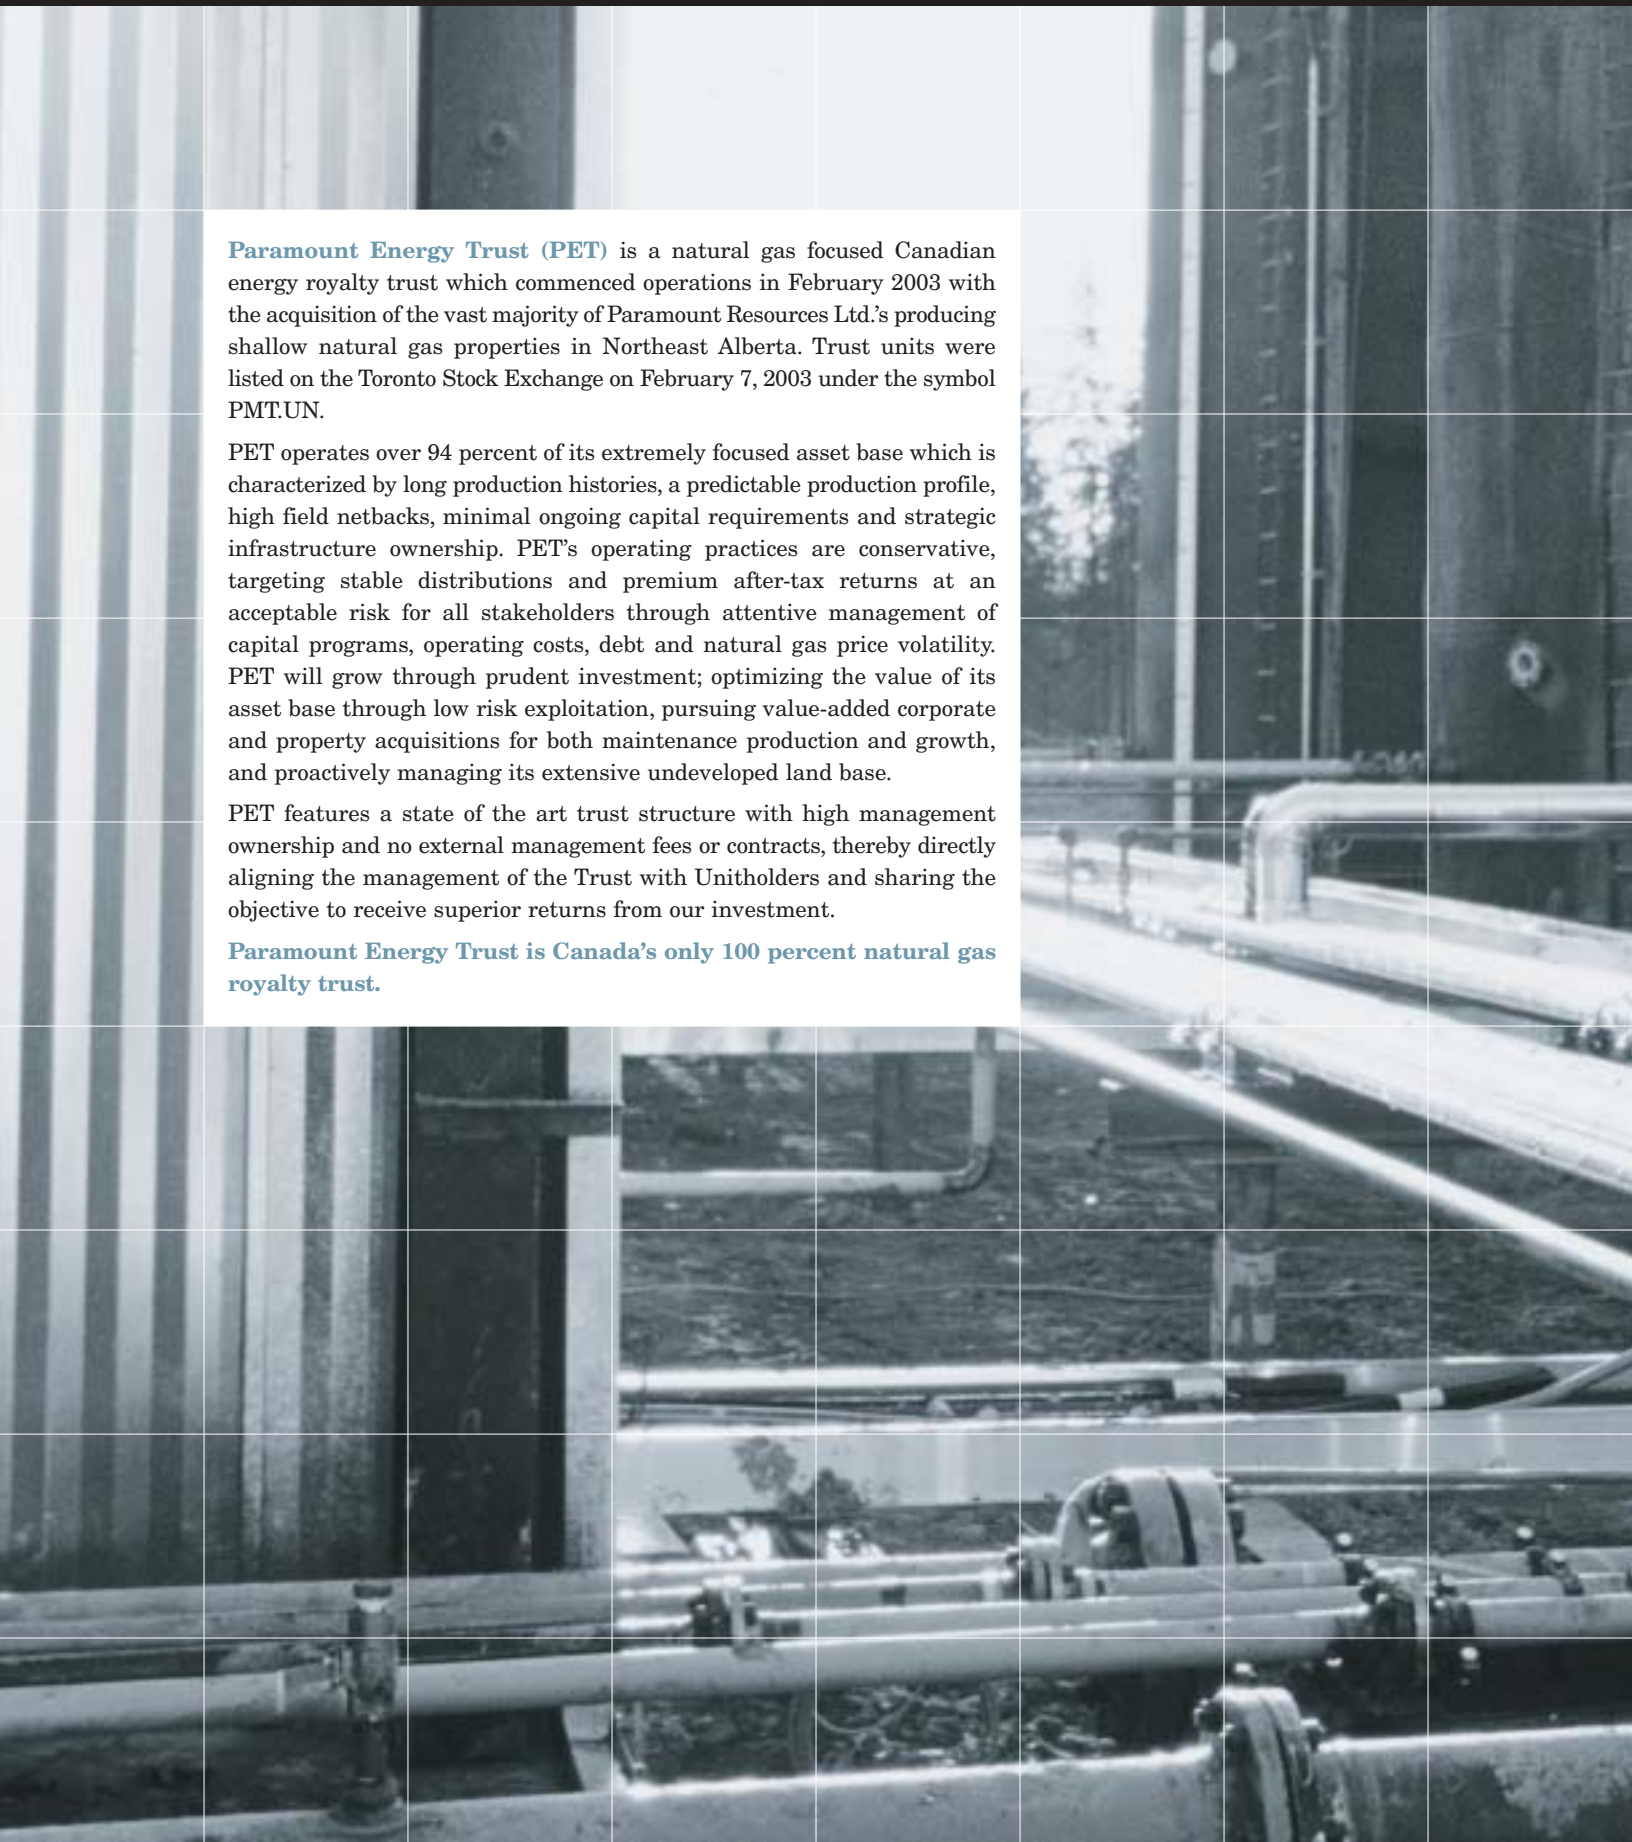 Paramount Energy Trust (PET) is a natural gas focused Canadian
energy royalty trust which commenced operations in February 2003 with
the acquisition of the vast majority of Paramount Resources Ltd.'s producing
shallow natural gas properties in Northeast Alberta. Trust units were
listed on the Toronto Stock Exchange on February 7, 2003 under the symbol
PMT.UN.
PET operates over 94 percent of its extremely focused asset base which is
characterized by long production histories, a predictable production profile,
high field netbacks, minimal ongoing capital requirements and strategic
infrastructure ownership. PET's operating practices are conservative,
targeting stable distributions and premium after-tax returns at an
acceptable risk for all stakeholders through attentive management of
capital programs, operating costs, debt and natural gas price volatility.
PET will grow through prudent investment; optimizing the value of its
asset base through low risk exploitation, pursuing value-added corporate
and property acquisitions for both maintenance production and growth,
and proactively managing its extensive undeveloped land base.
PET features a state of the art trust structure with high management
ownership and no external management fees or contracts, thereby directly
aligning the management of the Trust with Unitholders and sharing the
objective to receive superior returns from our investment.
Paramount Energy Trust is Canada's only 100 percent natural gas
royalty trust.